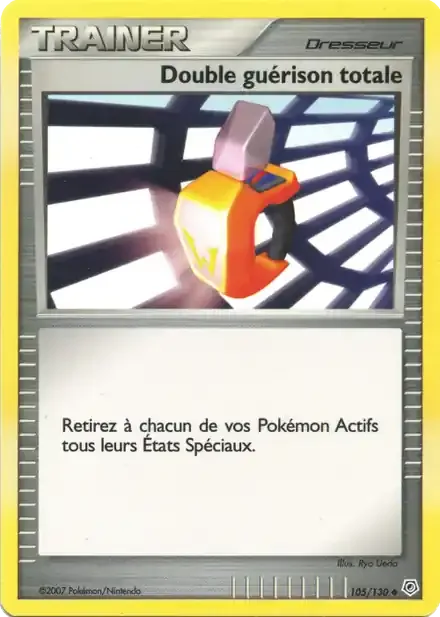 TRAINER
Dresseur
Double guérison totale
W
Retirez à chacun de vos Pokémon Actifs
tous leurs États Spéciaux.
Illus. Ryo Ueda
©2007 Pokémon/Nintendo
105/130